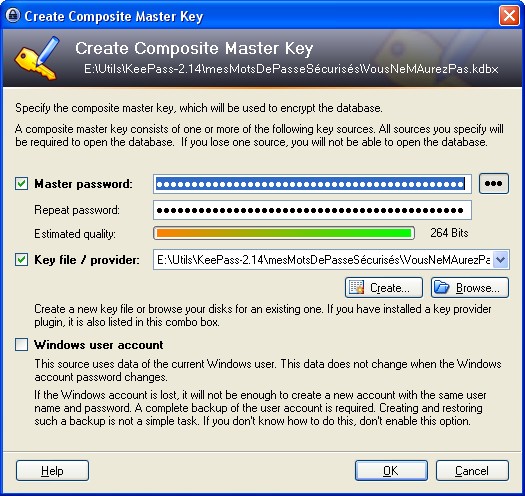 Create Composite Master Key
Create Composite Master Key
E:\Utils\KeePass-2.14\mesMotsDePasseSécurisés\VousNeMAurezPas.kdbx
Specify the composite master key, which will be used to encrypt the database.
A composite master key consists of one or more of the following key sources. All sources you specify will
be required to open the database. If you lose one source, you will not be able to open the database.
Master password:
Repeat password:
Estimated quality: 264 Bits
Key file / provider: E:\Utils\KeePass-2.14\mesMotsDePasseSécurisés\VousNeMAurezPa
Create... Browse...
Create a new key file or browse your disks for an existing one. If you have installed a key provider
plugin, it is also listed in this combo box.
Windows user account
This source uses data of the current Windows user. This data does not change when the Windows
account password changes.
If the Windows account is lost, it will not be enough to create a new account with the same user
name and password. A complete backup of the user account is required. Creating and restoring
such a backup is not a simple task. If you don't know how to do this, don't enable this option.
Help OK Cancel